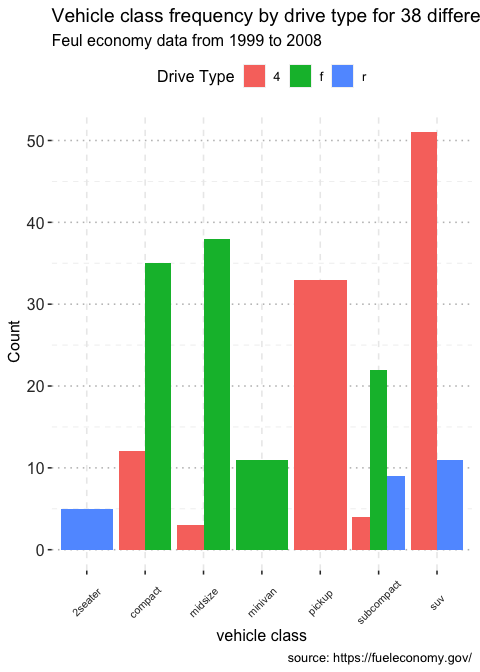 Vehicle class frequency by drive type for 38 differe
Feul economy data from 1999 to 2008
Drive Type 4 f r
50
40
30
20
10
0
Count
2seater compact midsize minivan pickup subcompact suv
vehicle class
source: https://fueleconomy.gov/